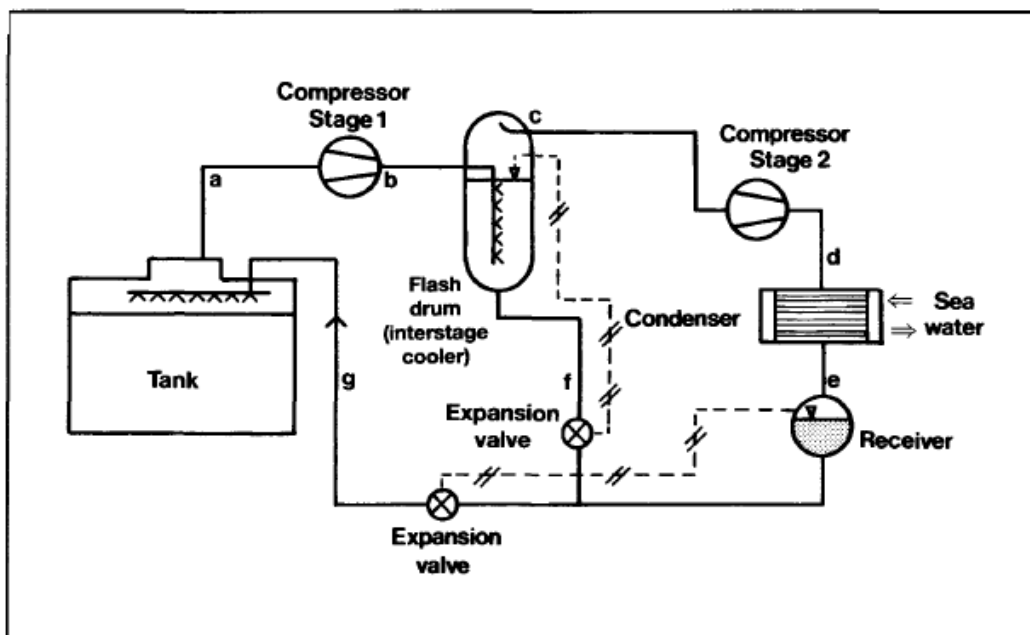 Compressor
Stage 1
c
Compressor
Stage 2
a
b
d
Flash
drum
(interstage
cooler)
Condenser
Sea
water
Tank
g
f
e
Expansion
valve
Receiver
Expansion
valve